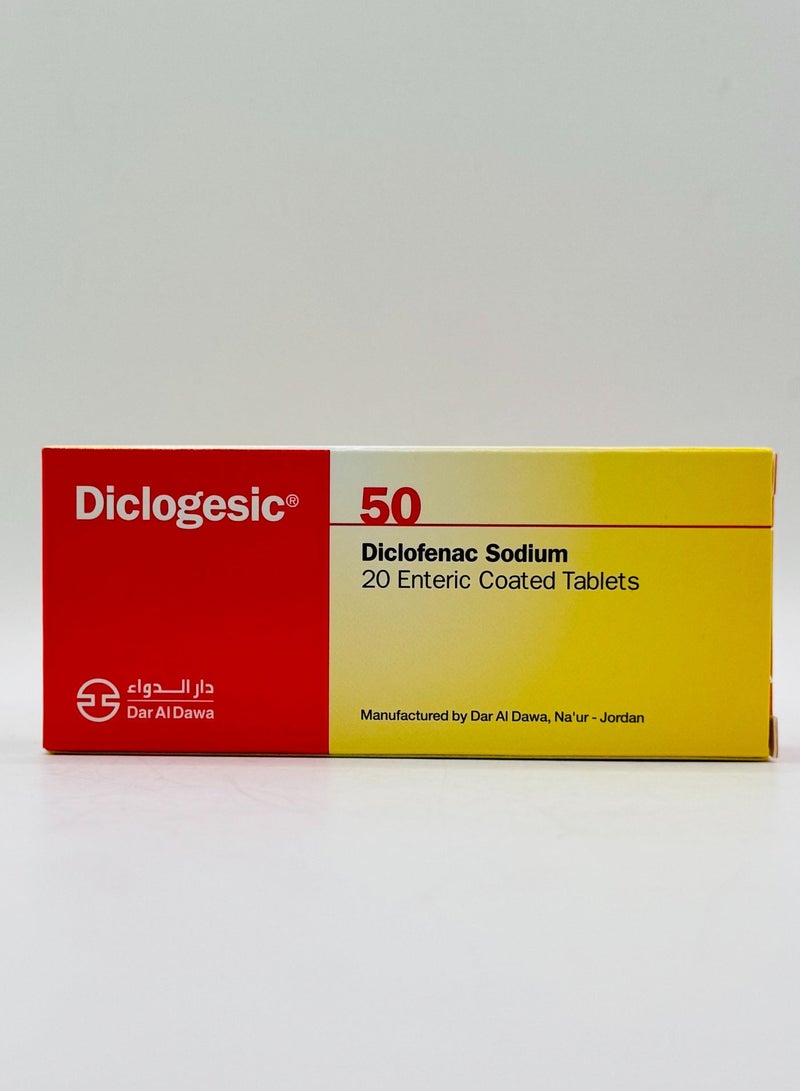 Diclogesic®
50
Diclofenac Sodium
20 Enteric Coated Tablets
دار الـدواء
Dar Al Dawa
Manufactured by Dar Al Dawa, Na'ur - Jordan